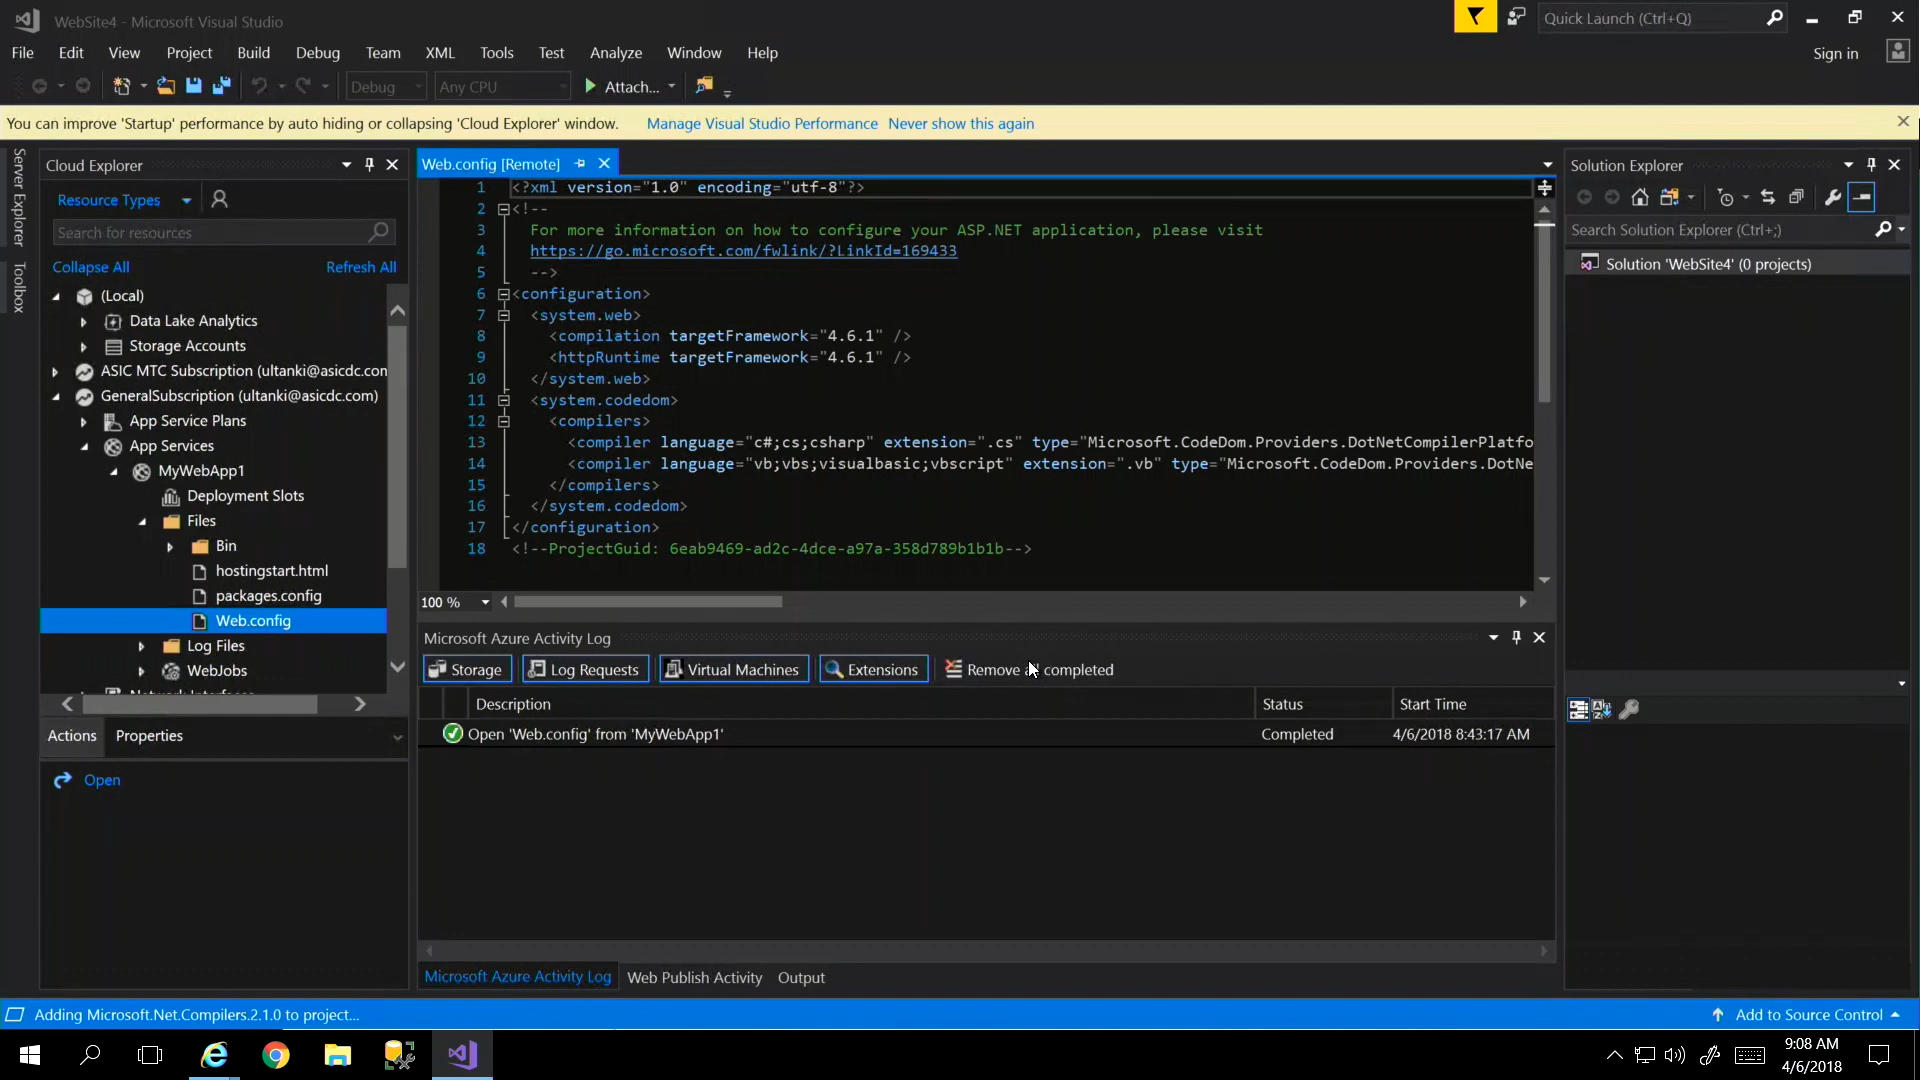 WebSite4 - Microsoft Visual Studio
Quick Launch (Ctrl+Q)
File Edit View Project Build Debug Team XML Tools Test Analyze Window Help
Sign in
Debug Any CPU Attach...
You can improve 'Startup' performance by auto hiding or collapsing 'Cloud Explorer' window. Manage Visual Studio Performance Never show this again
Server Explorer
Toolbox
Cloud Explorer
Resource Types
Search for resources
Collapse All Refresh All
(Local)
Data Lake Analytics
Storage Accounts
ASIC MTC Subscription (ultanki@asicdc.com
GeneralSubscription (ultanki@asicdc.com)
App Service Plans
App Services
MyWebApp1
Deployment Slots
Files
Bin
hostingstart.html
packages.config
Web.config
Log Files
WebJobs
Actions Properties
Open
Web.config [Remote]
1 <?xml version="1.0" encoding="utf-8"?>
2 <!--
3 For more information on how to configure your ASP.NET application, please visit
4 https://go.microsoft.com/fwlink/?LinkId=169433
5 -->
6 <configuration>
7 <system.web>
8 <compilation targetFramework="4.6.1" />
9 <httpRuntime targetFramework="4.6.1" />
10 </system.web>
11 <system.codedom>
12 <compilers>
13 <compiler language="c#;cs;csharp" extension=".cs" type="Microsoft.CodeDom.Providers.DotNetCompilerPlatfo
14 <compiler language="vb;vbs;visualbasic;vbscript" extension=".vb" type="Microsoft.CodeDom.Providers.DotNe
15 </compilers>
16 </system.codedom>
17 </configuration>
18 <!--ProjectGuid: 6eab9469-ad2c-4dce-a97a-358d789b1b1b-->
100 %
Microsoft Azure Activity Log
Storage Log Requests Virtual Machines Extensions Remove all completed
Description Status Start Time
Open 'Web.config' from 'MyWebApp1' Completed 4/6/2018 8:43:17 AM
Microsoft Azure Activity Log Web Publish Activity Output
Solution Explorer
Search Solution Explorer (Ctrl+;)
Solution 'WebSite4' (0 projects)
Adding Microsoft.Net.Compilers.2.1.0 to project...
Add to Source Control
9:08 AM
4/6/2018